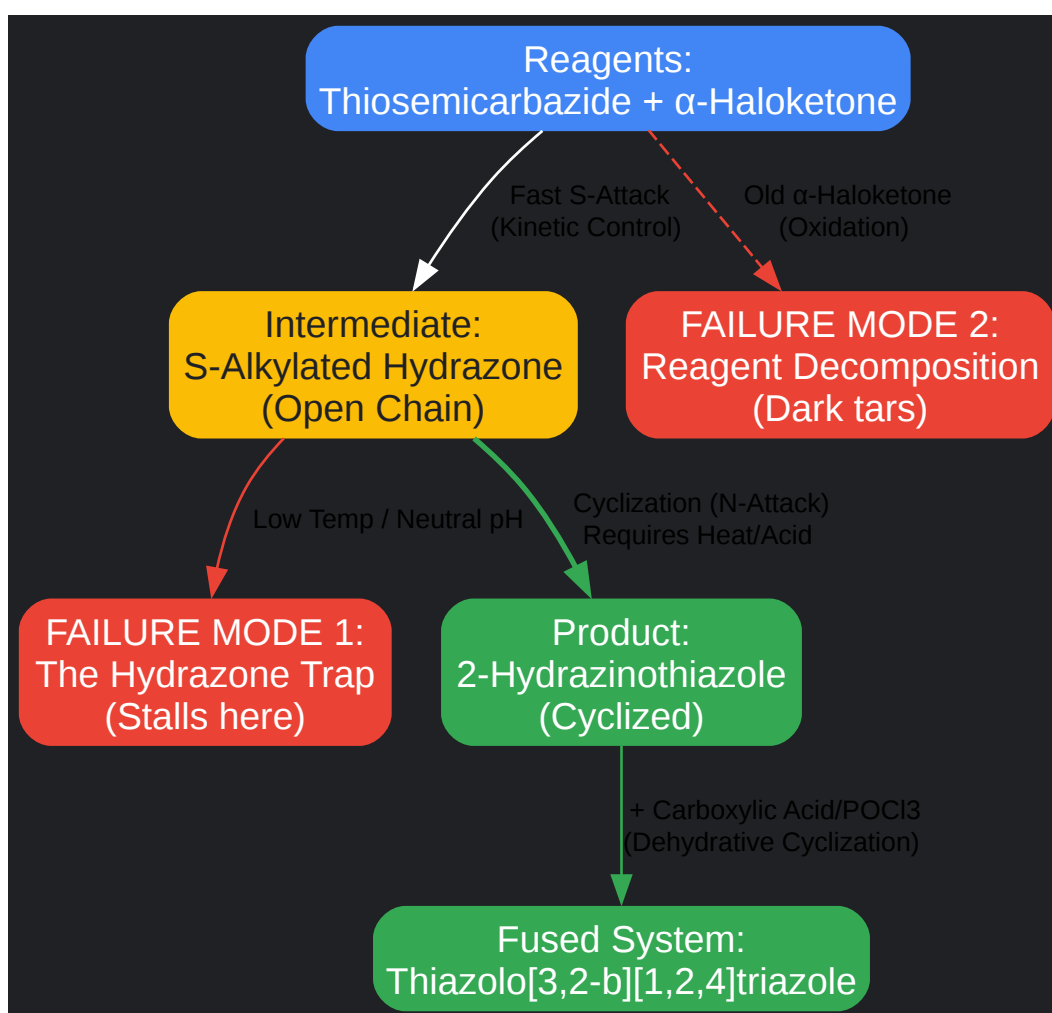 Reagents:
Thiosemicarbazide + α-Haloketone
Fast S-Attack
(Kinetic Control)
Old α-Haloketone
(Oxidation)
Intermediate:
S-Alkylated Hydrazone
(Open Chain)
FAILURE MODE 2:
Reagent Decomposition
(Dark tars)
Low Temp / Neutral pH
Cyclization (N-Attack)
Requires Heat/Acid
FAILURE MODE 1:
The Hydrazone Trap
(Stalls here)
Product:
2-Hydrazinothiazole
(Cyclized)
+ Carboxylic Acid/POCl3
(Dehydrative Cyclization)
Fused System:
Thiazolo[3,2-b][1,2,4]triazole